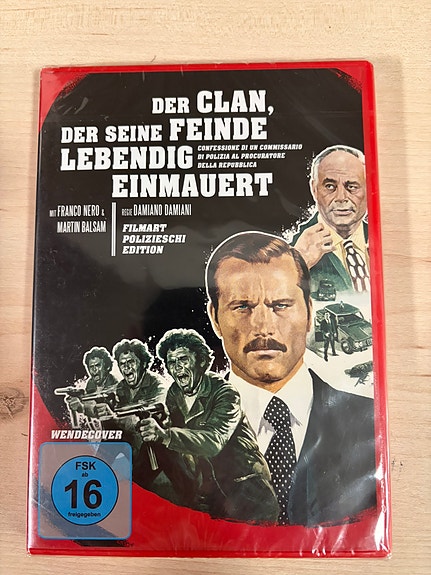 DER CLAN,
DER SEINE FEINDE
LEBENDIG
CONFESSIONE DI UN COMMISSARIO
DI POLIZIA AL PROCURATORE
DELLA REPUBBLICA
EINMAUERT
MIT FRANCO NERO &
MARTIN BALSAM
REGIE DAMIANO DAMIANI
FILMART
POLIZIESCHI
EDITION
WENDECOVER
FSK
ab
16
freigegeben